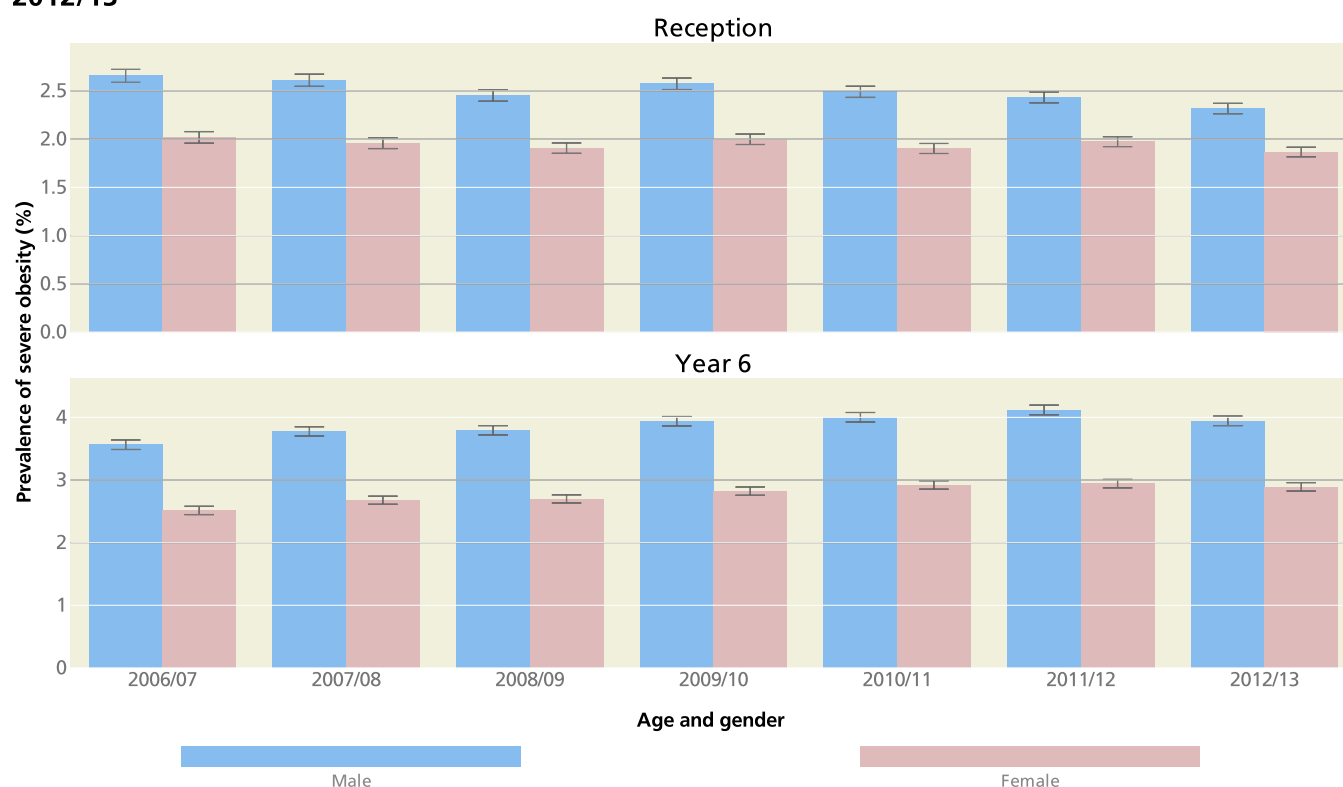 2012/13
Reception
Prevalence of severe obesity (%)
2.5
2.0
1.5
1.0
0.5
0.0
Year 6
4
3
2
1
0
2006/07 2007/08 2008/09 2009/10 2010/11 2011/12 2012/13
Age and gender
Male Female